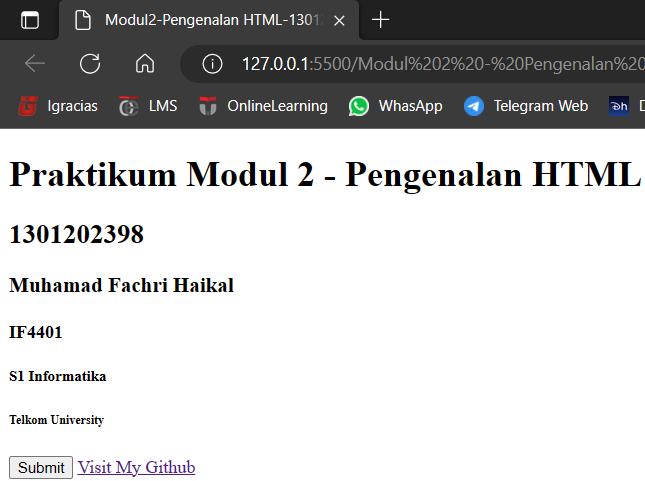 Modul2-Pengenalan HTML-1301
127.0.0.1:5500/Modul%202%20-%20Pengenalan%20
Igracias LMS OnlineLearning WhasApp Telegram Web
Praktikum Modul 2 - Pengenalan HTML
1301202398
Muhamad Fachri Haikal
IF4401
S1 Informatika
Telkom University
Submit Visit My Github